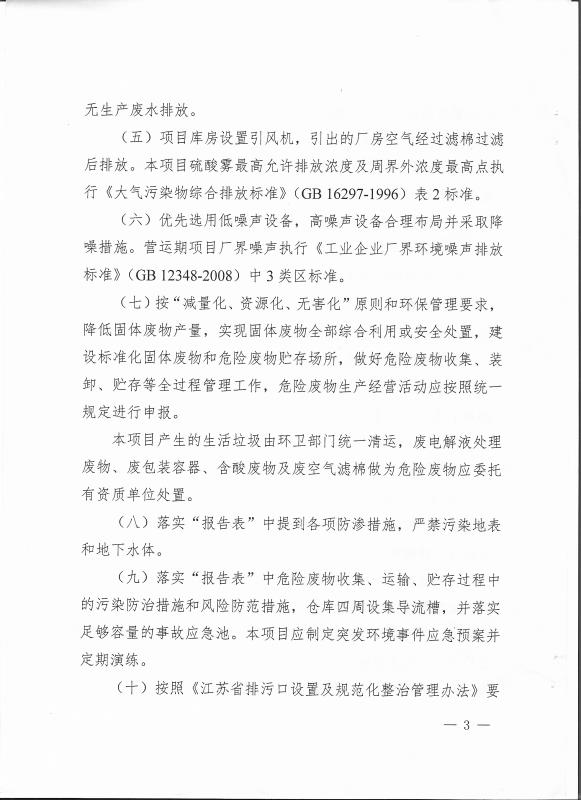 无生产废水排放。
（五）项目库房设置引风机，引出的厂房空气经过滤棉过滤
后排放。本项目硫酸雾最高允许排放浓度及周界外浓度最高点执
行《大气污染物综合排放标准》（GB 16297-1996）表 2 标准。
（六）优先选用低噪声设备，高噪声设备合理布局并采取降
噪措施。营运期项目厂界噪声执行《工业企业厂界环境噪声排放
标准》（GB 12348-2008）中 3 类区标准。
（七）按“减量化、资源化、无害化”原则和环保管理要求，
降低固体废物产量，实现固体废物全部综合利用或安全处置，建
设标准化固体废物和危险废物贮存场所，做好危险废物收集、装
卸、贮存等全过程管理工作，危险废物生产经营活动应按照统一
规定进行申报。
本项目产生的生活垃圾由环卫部门统一清运，废电解液处理
废物、废包装容器、含酸废物及废空气滤棉做为危险废物应委托
有资质单位处置。
（八）落实“报告表”中提到各项防渗措施，严禁污染地表
和地下水体。
（九）落实“报告表”中危险废物收集、运输、贮存过程中
的污染防治措施和风险防范措施，仓库四周设集导流槽，并落实
足够容量的事故应急池。本项目应制定突发环境事件应急预案并
定期演练。
（十）按照《江苏省排污口设置及规范化整治管理办法》要
— 3 —